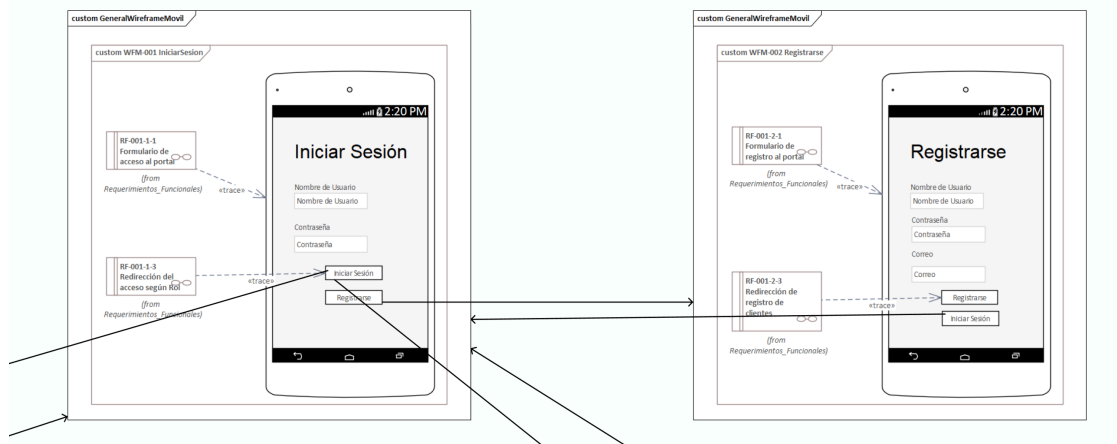 custom GeneralWireframeMovil
custom WFM-001 IniciarSesion
2:20 PM
RF-001-1-1
Formulario de
acceso al portal
(from
Requerimientos_Funcionales)
«trace»
Iniciar Sesión
Nombre de Usuario
Nombre de Usuario
Contraseña
Contraseña
RF-001-1-3
Redirección del
acceso según Rol
(from
Requerimientos_Funcionales)
«trace»
Iniciar Sesión
Registrarse
custom GeneralWireframeMovil
custom WFM-002 Registrarse
2:20 PM
RF-001-2-1
Formulario de
registro al portal
(from
Requerimientos_Funcionales)
«trace»
Registrarse
Nombre de Usuario
Nombre de Usuario
Contraseña
Contraseña
Correo
Correo
RF-001-2-3
Redirección de
registro de
clientes
(from
Requerimientos_Funcionales)
«trace»
Registrarse
Iniciar Sesión